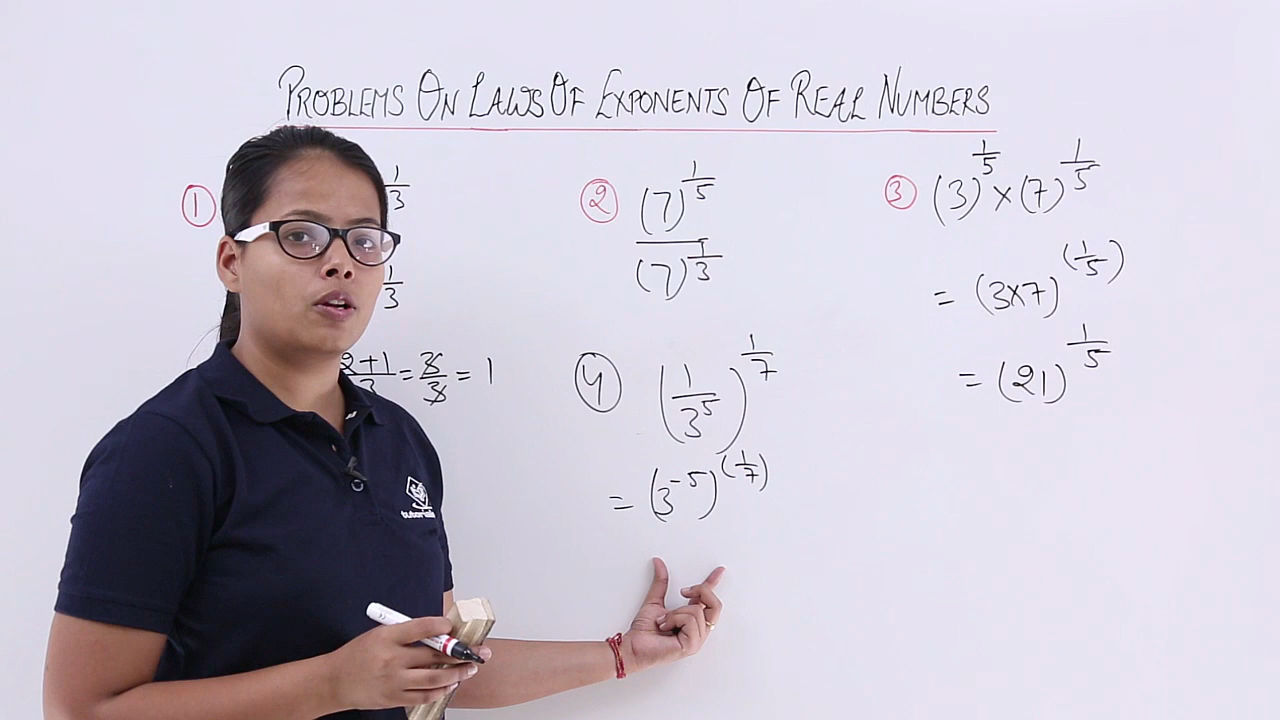 PROBLEMS ON LAWS OF EXPONENTS OF REAL NUMBERS
① 1/3
1/3
2+1/3 = 3/3 = 1
② (7)^1/5
(7)^1/3
③ (3)^1/5 × (7)^1/5
= (3×7)^(1/5)
= (21)^1/5
④ (1/3^5)^1/7
= (3^-5)^(1/7)